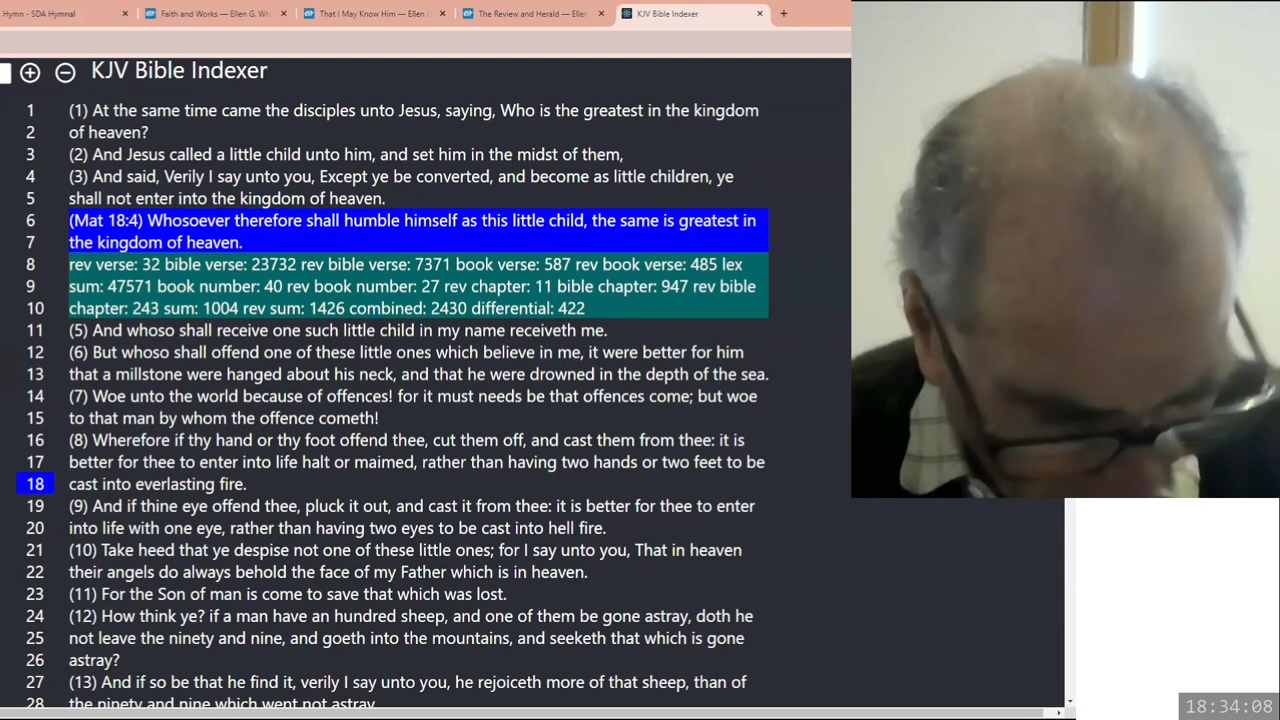 Hymn - SDA Hymnal
Faith and Works — Ellen G. Wh
That I May Know Him — Ellen G
The Review and Herald — Ellen
KJV Bible Indexer
KJV Bible Indexer
1 (1) At the same time came the disciples unto Jesus, saying, Who is the greatest in the kingdom
2 of heaven?
3 (2) And Jesus called a little child unto him, and set him in the midst of them,
4 (3) And said, Verily I say unto you, Except ye be converted, and become as little children, ye
5 shall not enter into the kingdom of heaven.
6 (Mat 18:4) Whosoever therefore shall humble himself as this little child, the same is greatest in
7 the kingdom of heaven.
8 rev verse: 32 bible verse: 23732 rev bible verse: 7371 book verse: 587 rev book verse: 485 lex
9 sum: 47571 book number: 40 rev book number: 27 rev chapter: 11 bible chapter: 947 rev bible
10 chapter: 243 sum: 1004 rev sum: 1426 combined: 2430 differential: 422
11 (5) And whoso shall receive one such little child in my name receiveth me.
12 (6) But whoso shall offend one of these little ones which believe in me, it were better for him
13 that a millstone were hanged about his neck, and that he were drowned in the depth of the sea.
14 (7) Woe unto the world because of offences! for it must needs be that offences come; but woe
15 to that man by whom the offence cometh!
16 (8) Wherefore if thy hand or thy foot offend thee, cut them off, and cast them from thee: it is
17 better for thee to enter into life halt or maimed, rather than having two hands or two feet to be
18 cast into everlasting fire.
19 (9) And if thine eye offend thee, pluck it out, and cast it from thee: it is better for thee to enter
20 into life with one eye, rather than having two eyes to be cast into hell fire.
21 (10) Take heed that ye despise not one of these little ones; for I say unto you, That in heaven
22 their angels do always behold the face of my Father which is in heaven.
23 (11) For the Son of man is come to save that which was lost.
24 (12) How think ye? if a man have an hundred sheep, and one of them be gone astray, doth he
25 not leave the ninety and nine, and goeth into the mountains, and seeketh that which is gone
26 astray?
27 (13) And if so be that he find it, verily I say unto you, he rejoiceth more of that sheep, than of
28 the ninety and nine which went not astray.
18:34:08